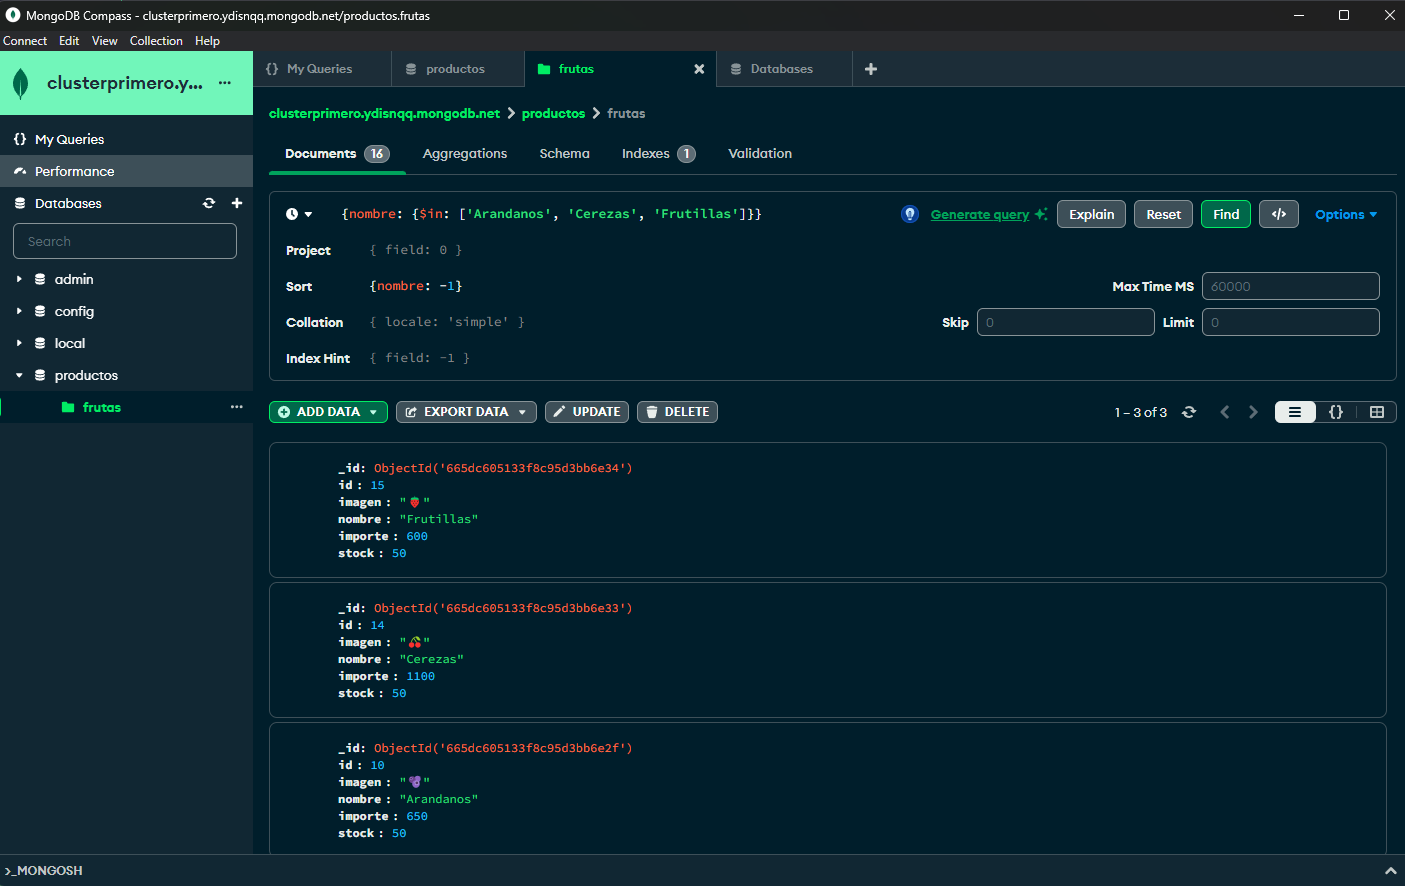 MongoDB Compass - clusterprimero.ydisnqq.mongodb.net/productos.frutas
Connect Edit View Collection Help
clusterprimero.y... ...
{} My Queries
Performance
Databases
Search
admin
config
local
productos
frutas ...
{} My Queries productos frutas Databases
clusterprimero.ydisnqq.mongodb.net > productos > frutas
Documents 16 Aggregations Schema Indexes 1 Validation
{nombre: {$in: ['Arandanos', 'Cerezas', 'Frutillas']}} Generate query Explain Reset Find </> Options
Project { field: 0 }
Sort {nombre: -1} Max Time MS 60000
Collation { locale: 'simple' } Skip 0 Limit 0
Index Hint { field: -1 }
ADD DATA EXPORT DATA UPDATE DELETE 1 – 3 of 3 {}
_id: ObjectId('665dc605133f8c95d3bb6e34')
id : 15
imagen : "🍓"
nombre : "Frutillas"
importe : 600
stock : 50
_id: ObjectId('665dc605133f8c95d3bb6e33')
id : 14
imagen : "🍒"
nombre : "Cerezas"
importe : 1100
stock : 50
_id: ObjectId('665dc605133f8c95d3bb6e2f')
id : 10
imagen : "🍇"
nombre : "Arandanos"
importe : 650
stock : 50
>_MONGOSH